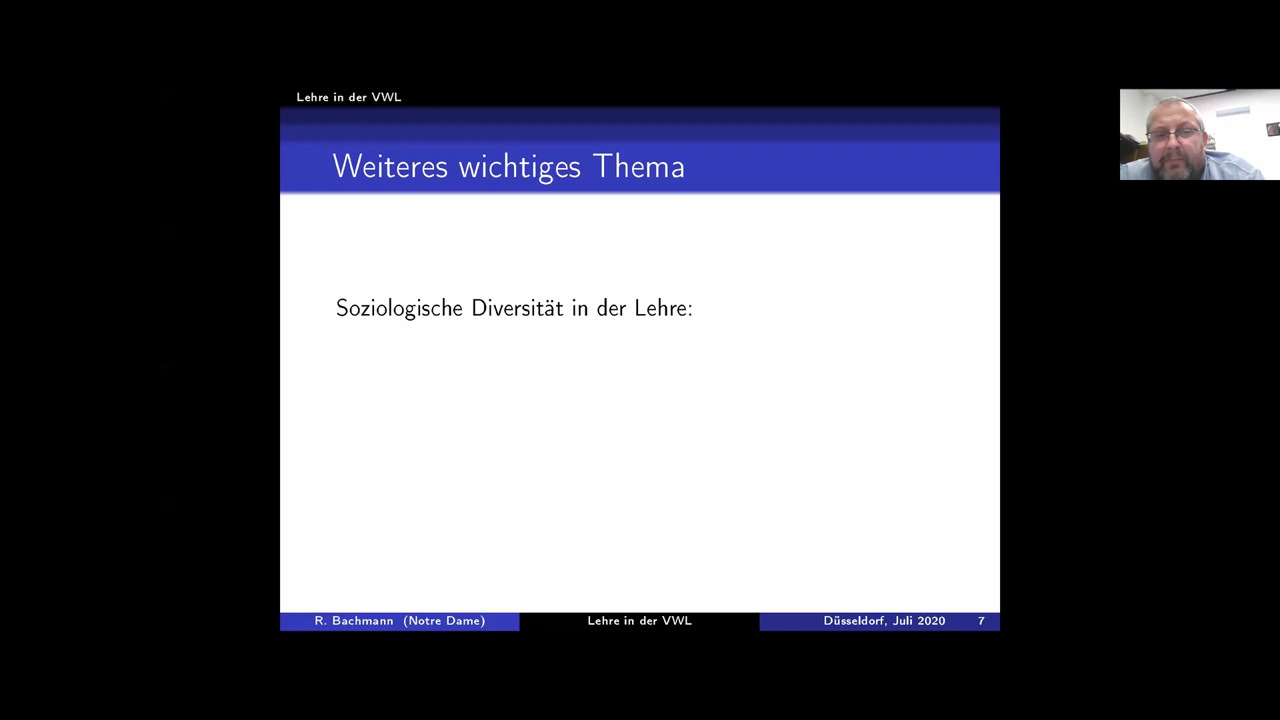 Lehre in der VWL
Weiteres wichtiges Thema
Soziologische Diversität in der Lehre:
R. Bachmann (Notre Dame)
Lehre in der VWL
Düsseldorf, Juli 2020
7